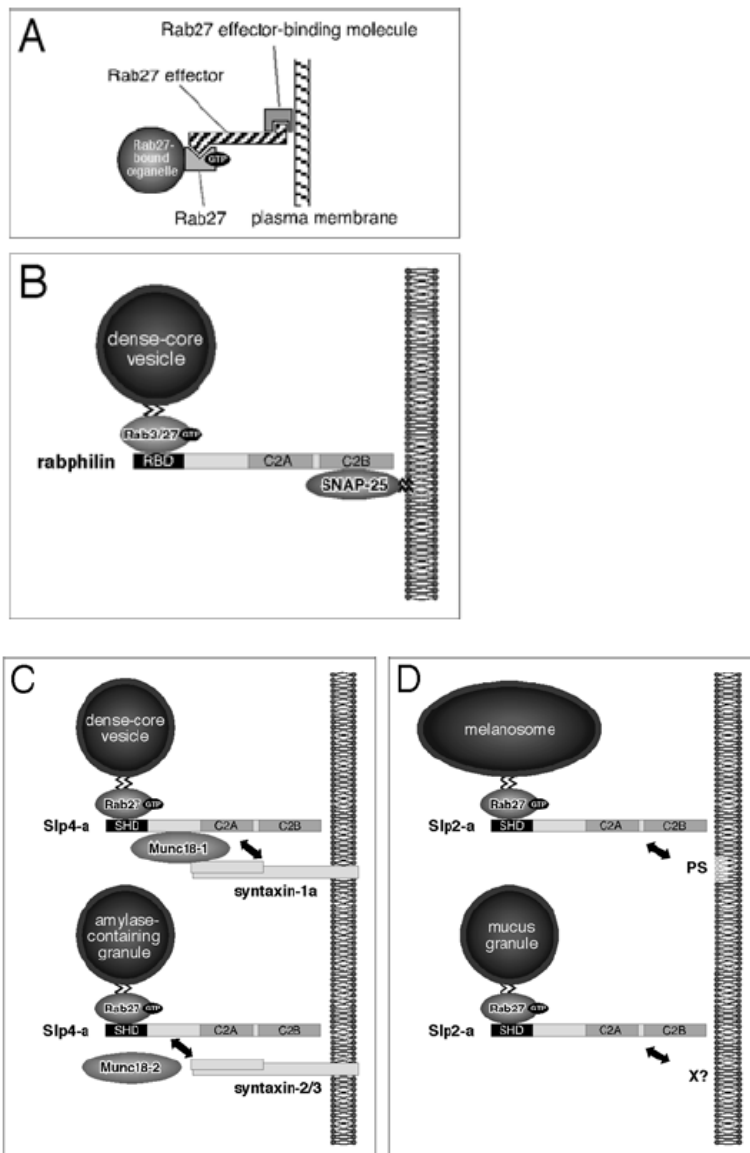 A
Rab27 effector-binding molecule
Rab27 effector
Rab27-
bound
organelle
GTP
Rab27
plasma membrane
B
dense-core
vesicle
Rab3/27
GTP
rabphilin
RBD
C2A
C2B
SNAP-25
C
dense-core
vesicle
Rab27
GTP
Slp4-a
SHD
C2A
C2B
Munc18-1
syntaxin-1a
amylase-
containing
granule
Rab27
GTP
Slp4-a
SHD
C2A
C2B
Munc18-2
syntaxin-2/3
D
melanosome
Rab27
GTP
Slp2-a
SHD
C2A
C2B
PS
mucus
granule
Rab27
GTP
Slp2-a
SHD
C2A
C2B
X?